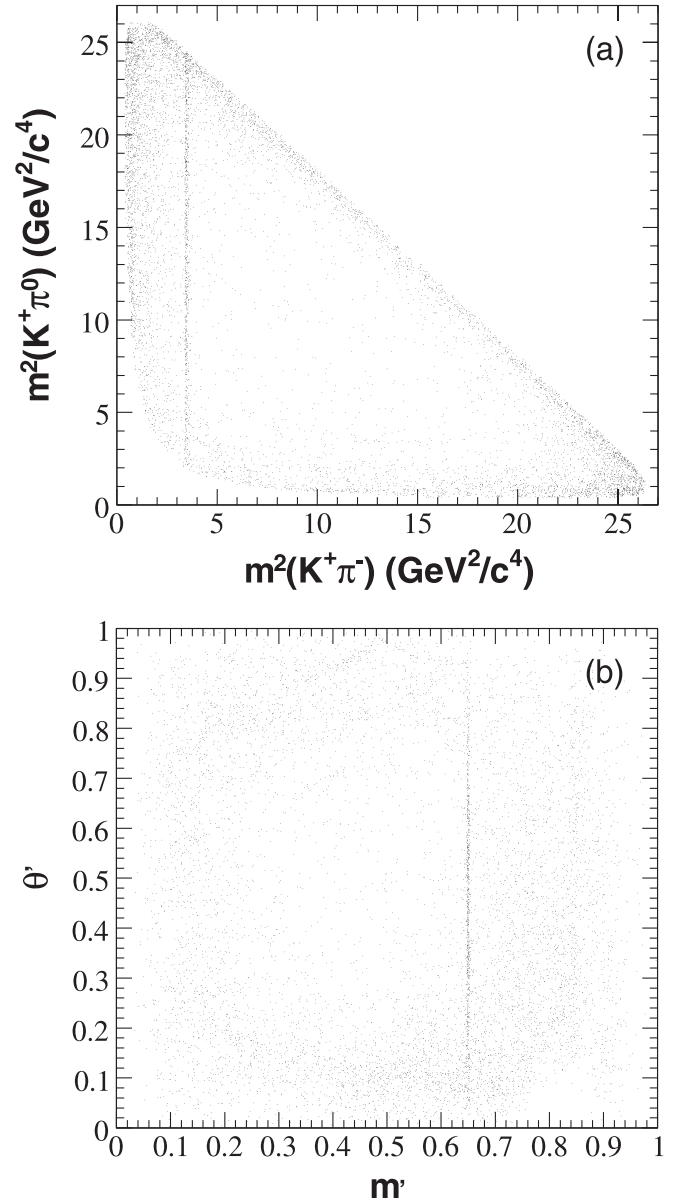 (a)
m²(K⁺π⁰) (GeV²/c⁴)
25
20
15
10
5
0
0 5 10 15 20 25
m²(K⁺π⁻) (GeV²/c⁴)
(b)
θ'
1
0.9
0.8
0.7
0.6
0.5
0.4
0.3
0.2
0.1
0
0 0.1 0.2 0.3 0.4 0.5 0.6 0.7 0.8 0.9 1
m'